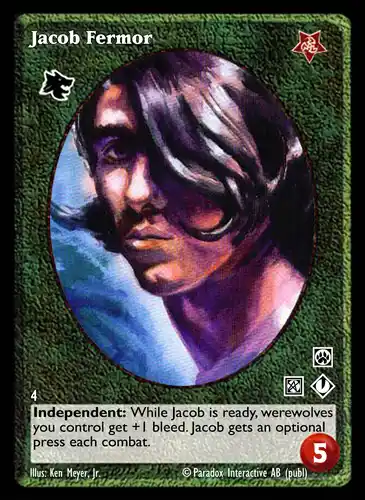 Jacob Fermor
4
Independent: While Jacob is ready, werewolves
you control get +1 bleed. Jacob gets an optional
press each combat.
5
Illus: Ken Meyer, Jr.
© Paradox Interactive AB (publ)